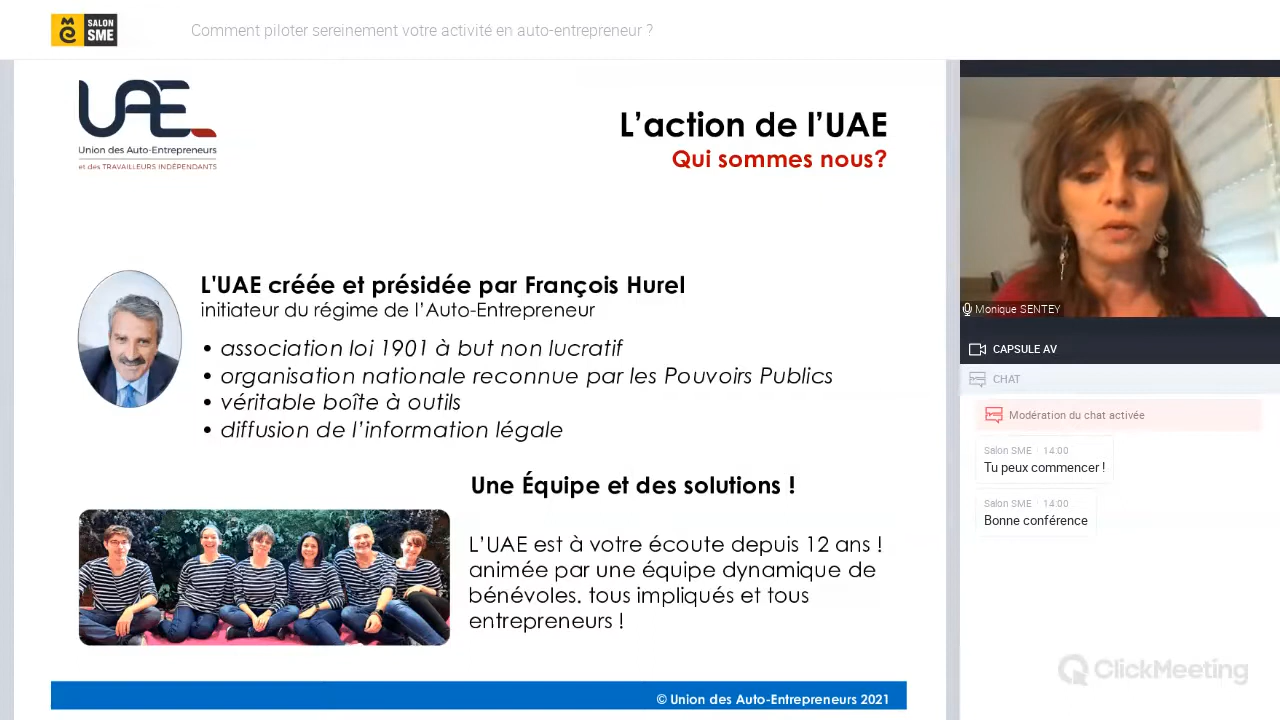 me SALON
SME
Comment piloter sereinement votre activité en auto-entrepreneur ?
UAE
Union des Auto-Entrepreneurs
et des TRAVAILLEURS INDÉPENDANTS
L’action de l’UAE
Qui sommes nous?
L'UAE créée et présidée par François Hurel
initiateur du régime de l’Auto-Entrepreneur
• association loi 1901 à but non lucratif
• organisation nationale reconnue par les Pouvoirs Publics
• véritable boîte à outils
• diffusion de l’information légale
Une Équipe et des solutions !
L’UAE est à votre écoute depuis 12 ans !
animée par une équipe dynamique de
bénévoles. tous impliqués et tous
entrepreneurs !
© Union des Auto-Entrepreneurs 2021
Monique SENTEY
CAPSULE AV
CHAT
Modération du chat activée
Salon SME 14:00
Tu peux commencer !
Salon SME 14:00
Bonne conférence
ClickMeeting